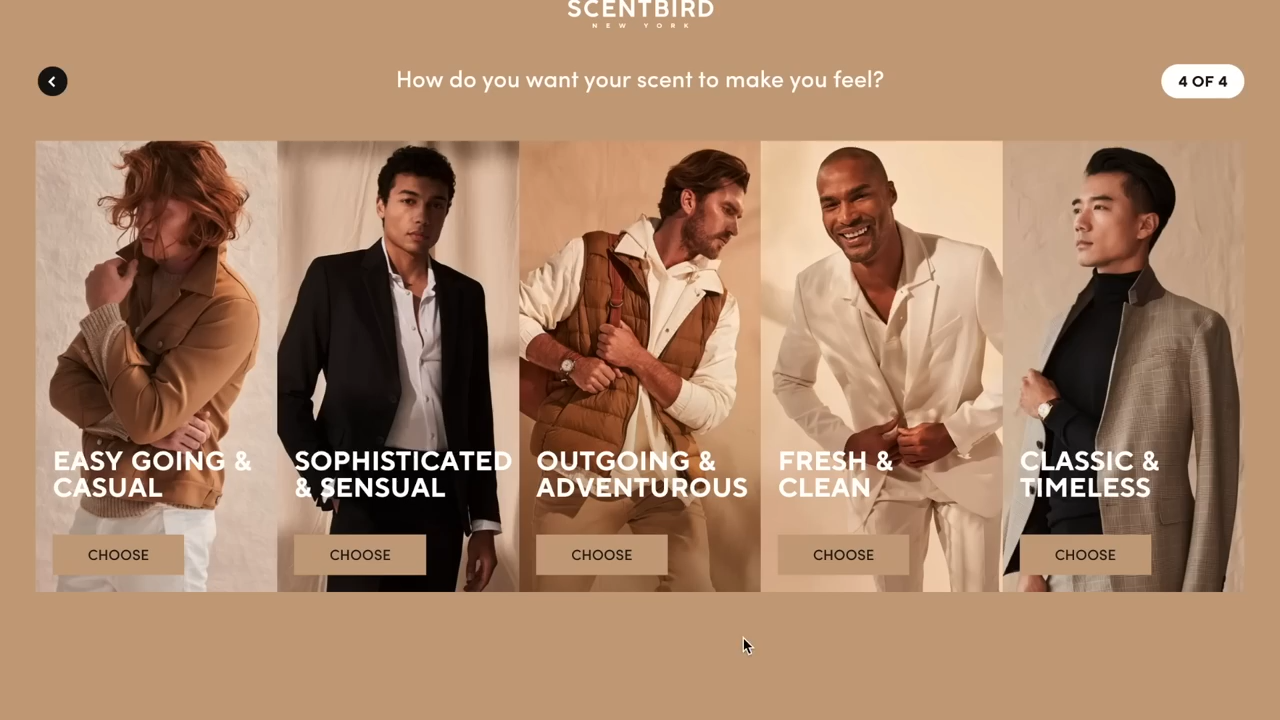 SCENTBIRD
NEW YORK
How do you want your scent to make you feel?
4 OF 4
EASY GOING &
CASUAL
CHOOSE
SOPHISTICATED
& SENSUAL
CHOOSE
OUTGOING &
ADVENTUROUS
CHOOSE
FRESH &
CLEAN
CHOOSE
CLASSIC &
TIMELESS
CHOOSE